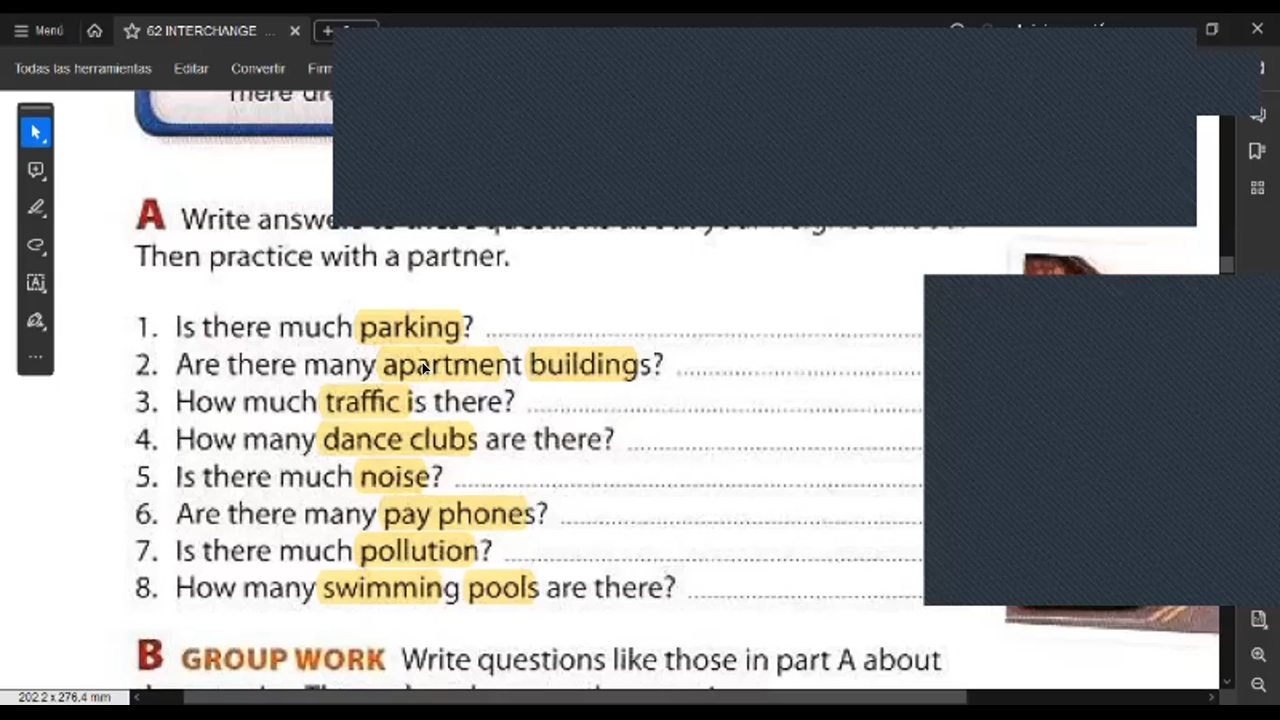 Menú
62 INTERCHANGE ...
Todas las herramientas
Editar
Convertir
A Write
Then practice with a partner.
1. Is there much parking?
2. Are there many apartment buildings?
3. How much traffic is there?
4. How many dance clubs are there?
5. Is there much noise?
6. Are there many pay phones?
7. Is there much pollution?
8. How many swimming pools are there?
B GROUP WORK Write questions like those in part A about
202.2 x 276.4 mm